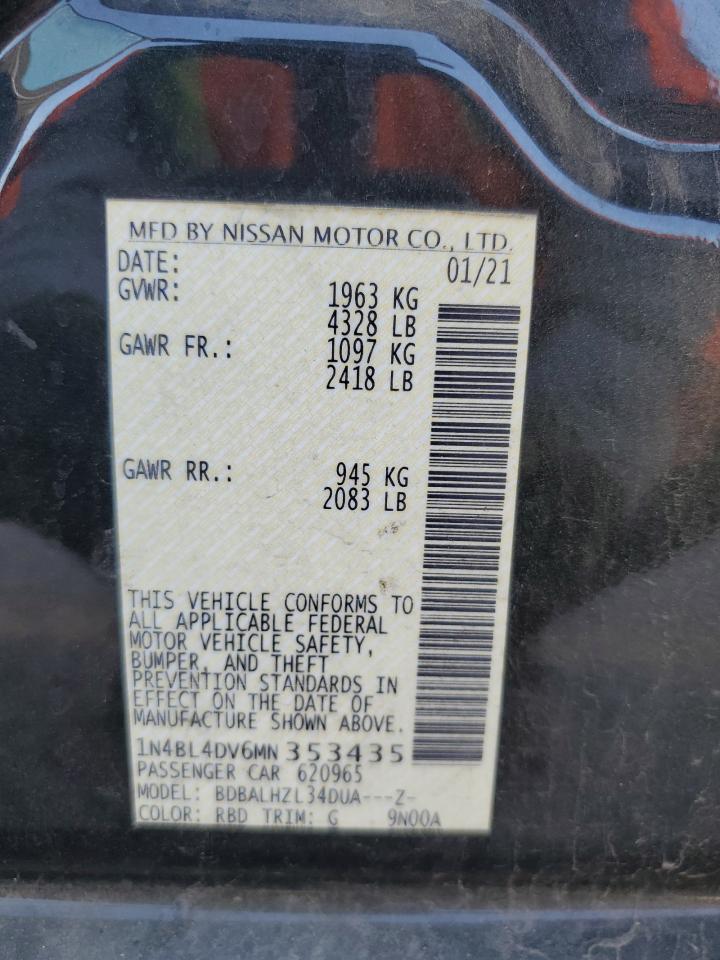 MFD BY NISSAN MOTOR CO., LTD.
DATE: 01/21
GVWR: 1963 KG
4328 LB
GAWR FR.: 1097 KG
2418 LB
GAWR RR.: 945 KG
2083 LB
THIS VEHICLE CONFORMS TO
ALL APPLICABLE FEDERAL
MOTOR VEHICLE SAFETY,
BUMPER, AND THEFT
PREVENTION STANDARDS IN
EFFECT ON THE DATE OF
MANUFACTURE SHOWN ABOVE.
1N4BL4DV6MN353435
PASSENGER CAR 620965
MODEL: BDBALHZL34DUA---Z-
COLOR: RBD TRIM: G 9N00A